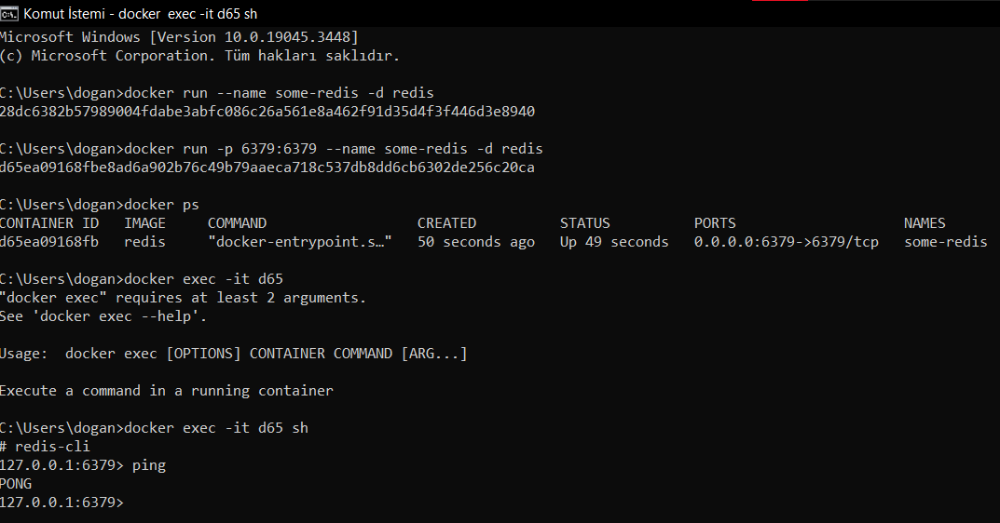 Komut İstemi - docker  exec -it d65 sh
Microsoft Windows [Version 10.0.19045.3448]
(c) Microsoft Corporation. Tüm hakları saklıdır.
C:\Users\dogan>docker run --name some-redis -d redis
28dc6382b57989004fdabe3abfc086c26a561e8a462f91d35d4f3f446d3e8940
C:\Users\dogan>docker run -p 6379:6379 --name some-redis -d redis
d65ea09168fbe8ad6a902b76c49b79aaeca718c537db8dd6cb6302de256c20ca
C:\Users\dogan>docker ps
CONTAINER ID   IMAGE     COMMAND                  CREATED          STATUS          PORTS                    NAMES
d65ea09168fb   redis     "docker-entrypoint.s…"   50 seconds ago   Up 49 seconds   0.0.0.0:6379->6379/tcp   some-redis
C:\Users\dogan>docker exec -it d65
"docker exec" requires at least 2 arguments.
See 'docker exec --help'.
Usage:  docker exec [OPTIONS] CONTAINER COMMAND [ARG...]
Execute a command in a running container
C:\Users\dogan>docker exec -it d65 sh
# redis-cli
127.0.0.1:6379> ping
PONG
127.0.0.1:6379>